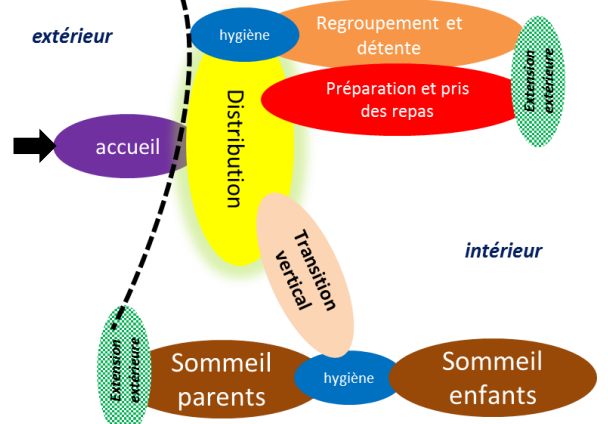 extérieur
hygiène
Regroupement et
détente
Extension
extérieure
Préparation et pris
des repas
Distribution
accueil
Transition
vertical
intérieur
Extension
extérieure
Sommeil
parents
hygiène
Sommeil
enfants